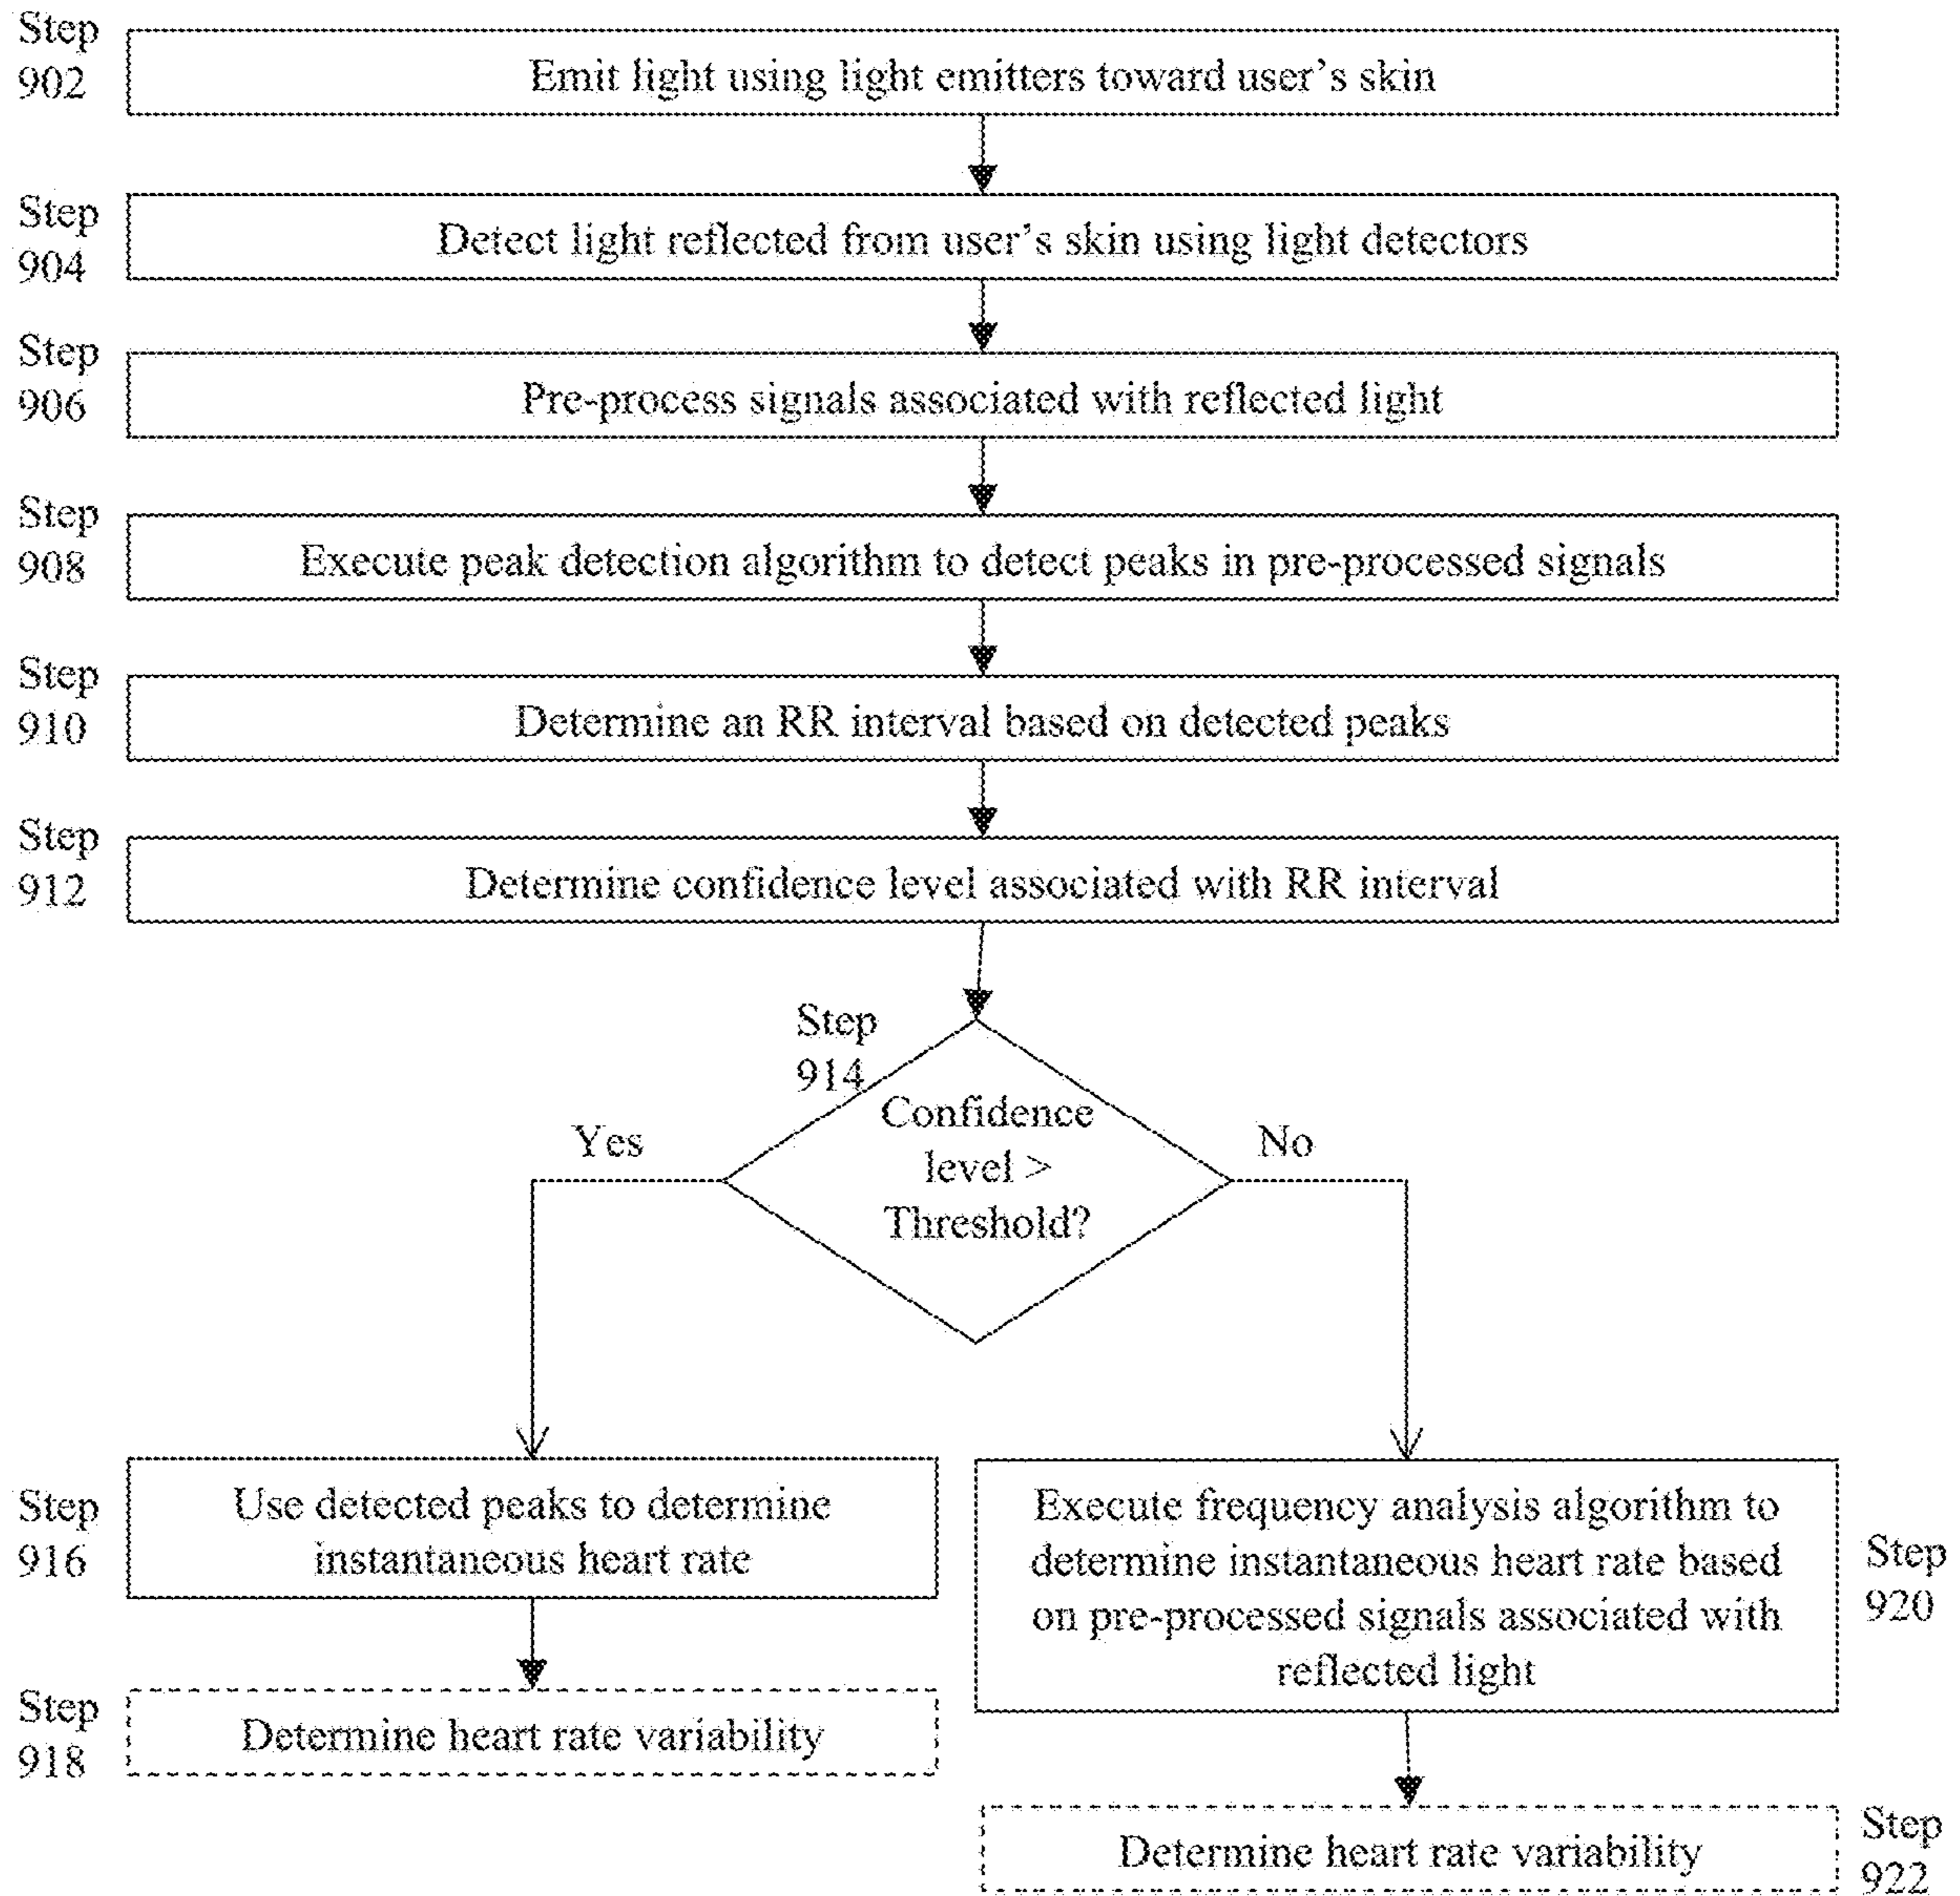 Step
902
Emit light using light emitters toward user's skin
Step
904
Detect light reflected from user's skin using light detectors
Step
906
Pre-process signals associated with reflected light
Step
908
Execute peak detection algorithm to detect peaks in pre-processed signals
Step
910
Determine an RR interval based on detected peaks
Step
912
Determine confidence level associated with RR interval
Step
914
Confidence
level >
Threshold?
Yes
No
Step
916
Use detected peaks to determine
instantaneous heart rate
Execute frequency analysis algorithm to
determine instantaneous heart rate based
on pre-processed signals associated with
reflected light
Step
920
Step
918
Determine heart rate variability
Determine heart rate variability
Step
922